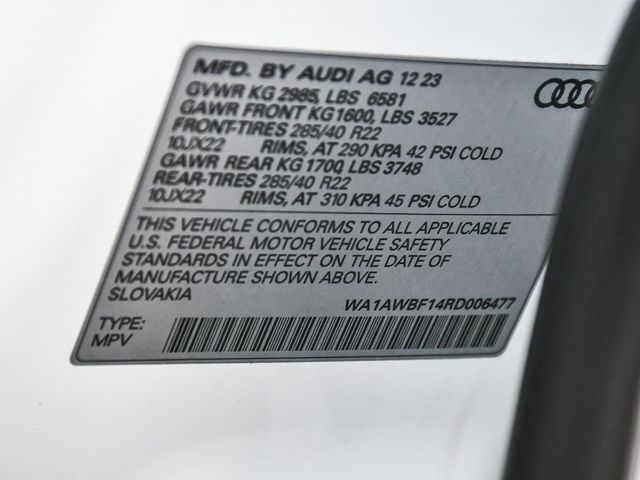 MFD. BY AUDI AG 12 23
GVWR KG 2985, LBS 6581
GAWR FRONT KG 1600, LBS 3527
FRONT-TIRES 285/40 R22
10JX22 RIMS, AT 290 KPA 42 PSI COLD
GAWR REAR KG 1700, LBS 3748
REAR-TIRES 285/40 R22
10JX22 RIMS, AT 310 KPA 45 PSI COLD
THIS VEHICLE CONFORMS TO ALL APPLICABLE
U.S. FEDERAL MOTOR VEHICLE SAFETY
STANDARDS IN EFFECT ON THE DATE OF
MANUFACTURE SHOWN ABOVE.
SLOVAKIA
WA1AWBF14RD006477
TYPE:
MPV